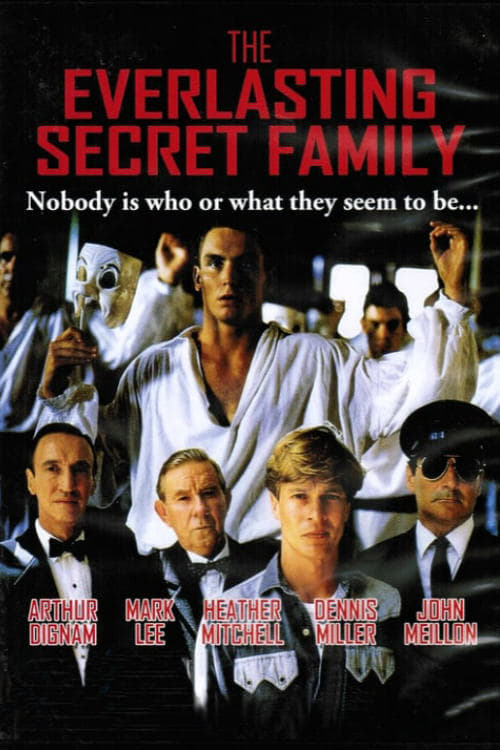 THE
EVERLASTING
SECRET FAMILY
Nobody is who or what they seem to be...
ARTHUR DIGNAM
MARK LEE
HEATHER MITCHELL
DENNIS MILLER
JOHN MEILLON